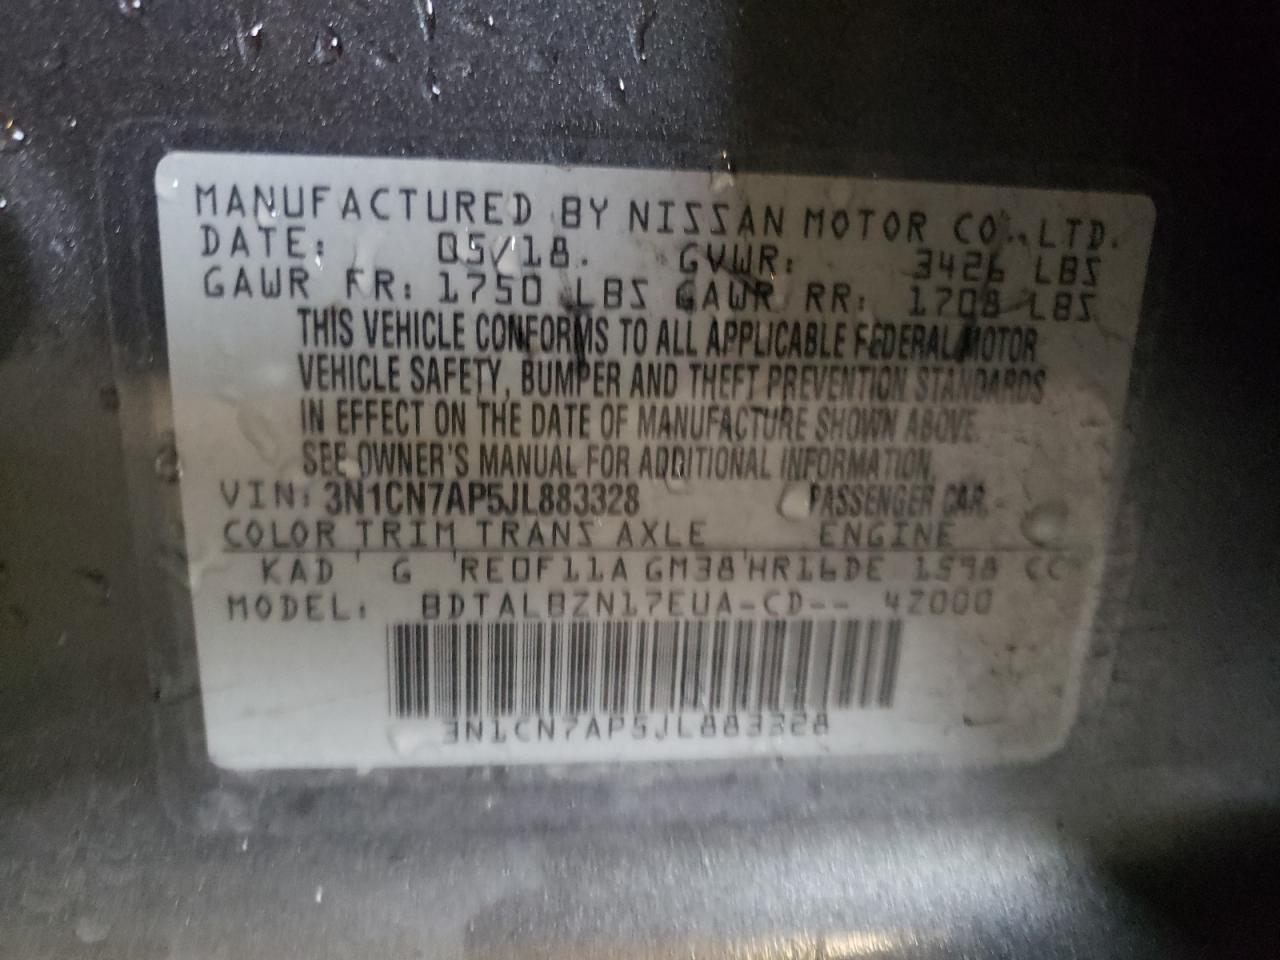 MANUFACTURED BY NISSAN MOTOR CO., LTD.
DATE: 05/18. GVWR: 3426 LBS
GAWR FR: 1750 LBS GAWR RR: 1708 LBS
THIS VEHICLE CONFORMS TO ALL APPLICABLE FEDERAL MOTOR
VEHICLE SAFETY, BUMPER AND THEFT PREVENTION STANDARDS
IN EFFECT ON THE DATE OF MANUFACTURE SHOWN ABOVE.
SEE OWNER'S MANUAL FOR ADDITIONAL INFORMATION.
VIN: 3N1CN7AP5JL883328 PASSENGER CAR.
COLOR TRIM TRANS AXLE ENGINE
KAD G RE0F11A GM38 HR16DE 1598 CC
MODEL: BDTALBZN17EUA-CD-- 42000
3N1CN7AP5JL883328